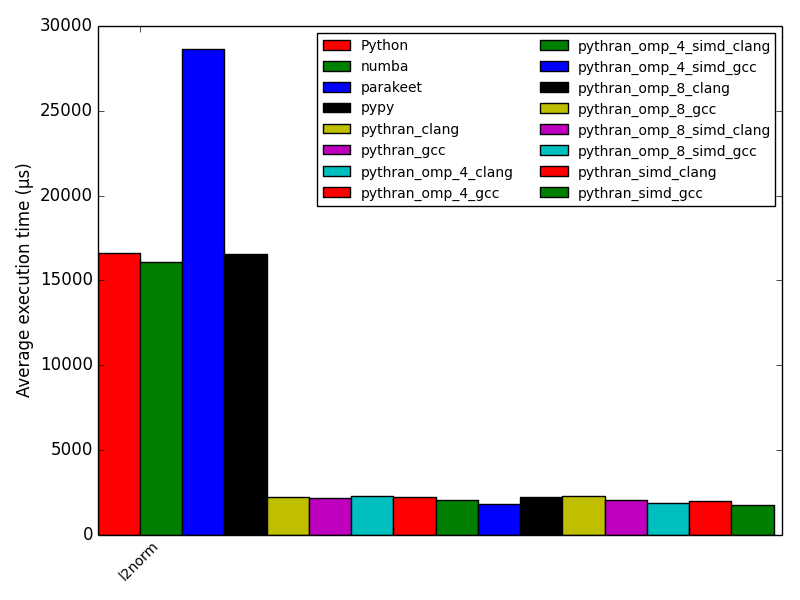 30000
25000
20000
15000
10000
5000
0
Average execution time (µs)
l2norm
Python
numba
parakeet
pypy
pythran_clang
pythran_gcc
pythran_omp_4_clang
pythran_omp_4_gcc
pythran_omp_4_simd_clang
pythran_omp_4_simd_gcc
pythran_omp_8_clang
pythran_omp_8_gcc
pythran_omp_8_simd_clang
pythran_omp_8_simd_gcc
pythran_simd_clang
pythran_simd_gcc